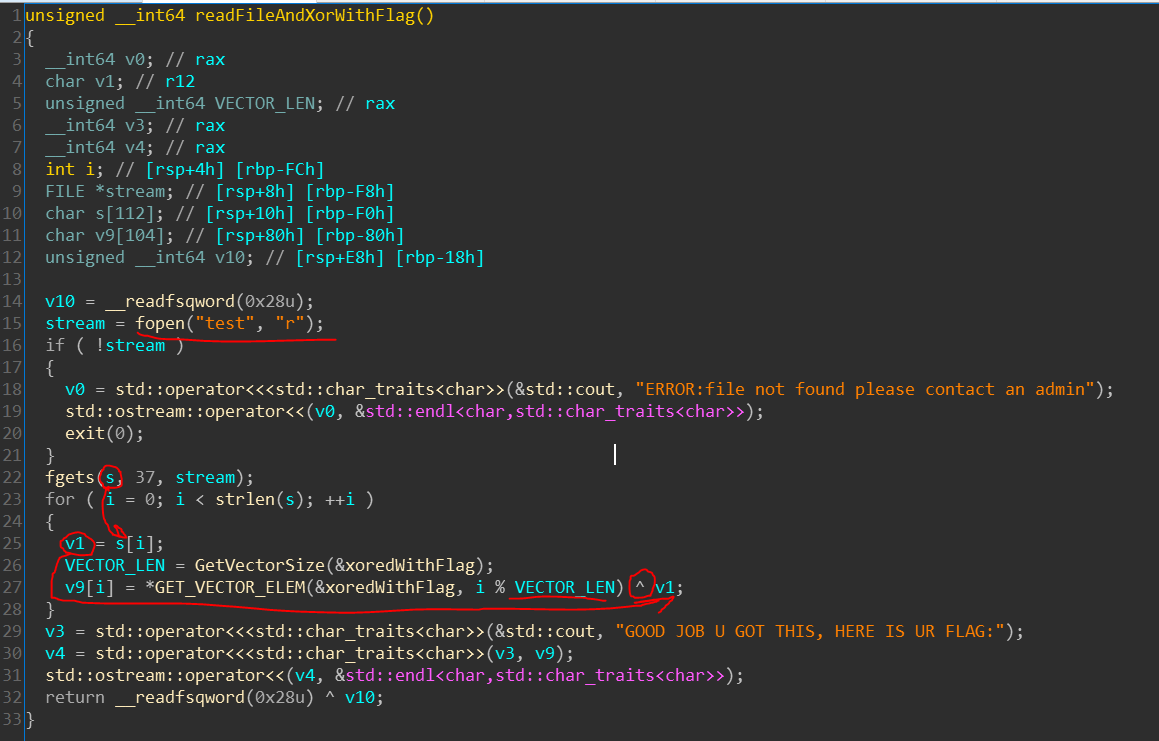 1 unsigned __int64 readFileAndXorWithFlag()
2 {
3   __int64 v0; // rax
4   char v1; // r12
5   unsigned __int64 VECTOR_LEN; // rax
6   __int64 v3; // rax
7   __int64 v4; // rax
8   int i; // [rsp+4h] [rbp-FCh]
9   FILE *stream; // [rsp+8h] [rbp-F8h]
10   char s[112]; // [rsp+10h] [rbp-F0h]
11   char v9[104]; // [rsp+80h] [rbp-80h]
12   unsigned __int64 v10; // [rsp+E8h] [rbp-18h]
13
14   v10 = __readfsqword(0x28u);
15   stream = fopen("test", "r");
16   if ( !stream )
17   {
18     v0 = std::operator<<<std::char_traits<char>>(&std::cout, "ERROR:file not found please contact an admin");
19     std::ostream::operator<<(v0, &std::endl<char,std::char_traits<char>>);
20     exit(0);
21   }
22   fgets(s, 37, stream);
23   for ( i = 0; i < strlen(s); ++i )
24   {
25     v1 = s[i];
26     VECTOR_LEN = GetVectorSize(&xoredWithFlag);
27     v9[i] = *GET_VECTOR_ELEM(&xoredWithFlag, i % VECTOR_LEN) ^ v1;
28   }
29   v3 = std::operator<<<std::char_traits<char>>(&std::cout, "GOOD JOB U GOT THIS, HERE IS UR FLAG:");
30   v4 = std::operator<<<std::char_traits<char>>(v3, v9);
31   std::ostream::operator<<(v4, &std::endl<char,std::char_traits<char>>);
32   return __readfsqword(0x28u) ^ v10;
33 }